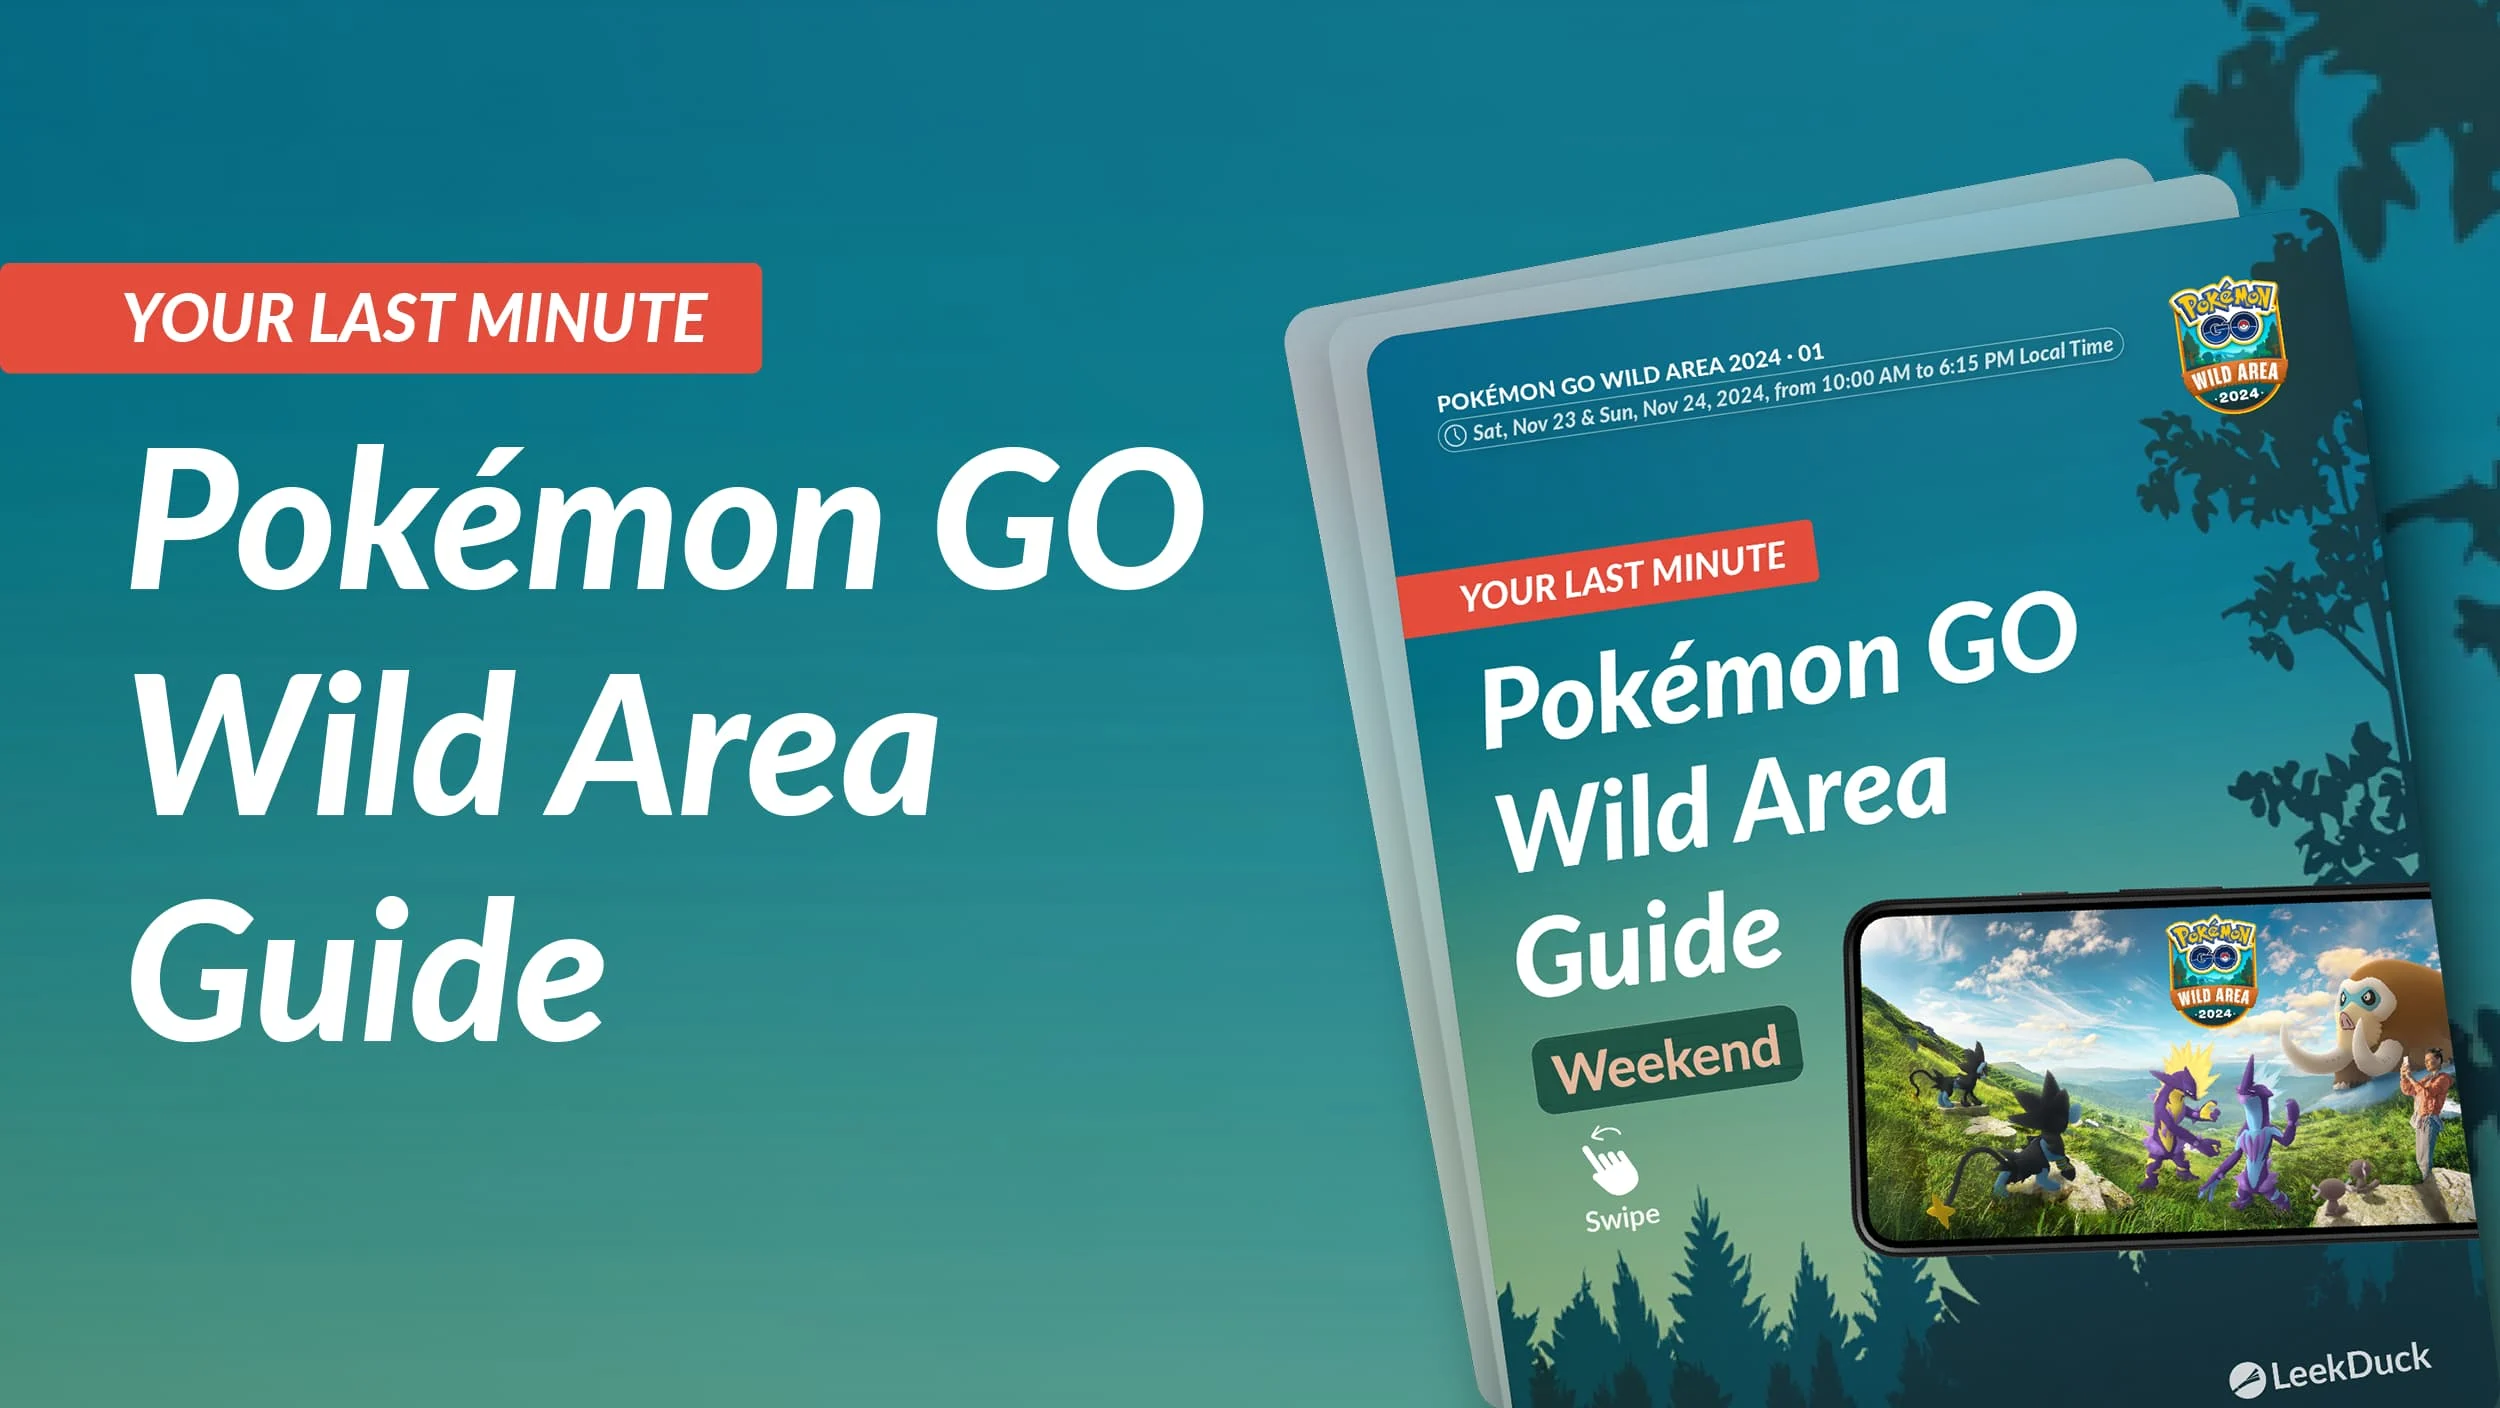 YOUR LAST MINUTE
Pokémon GO
Wild Area
Guide
POKÉMON GO WILD AREA 2024 • 01
Sat, Nov 23 & Sun, Nov 24, 2024, from 10:00 AM to 6:15 PM Local Time
POKéMON
GO
WILD AREA
•2024•
YOUR LAST MINUTE
Pokémon GO
Wild Area
Guide
Weekend
Swipe
POKéMON
GO
WILD AREA
•2024•
LeekDuck